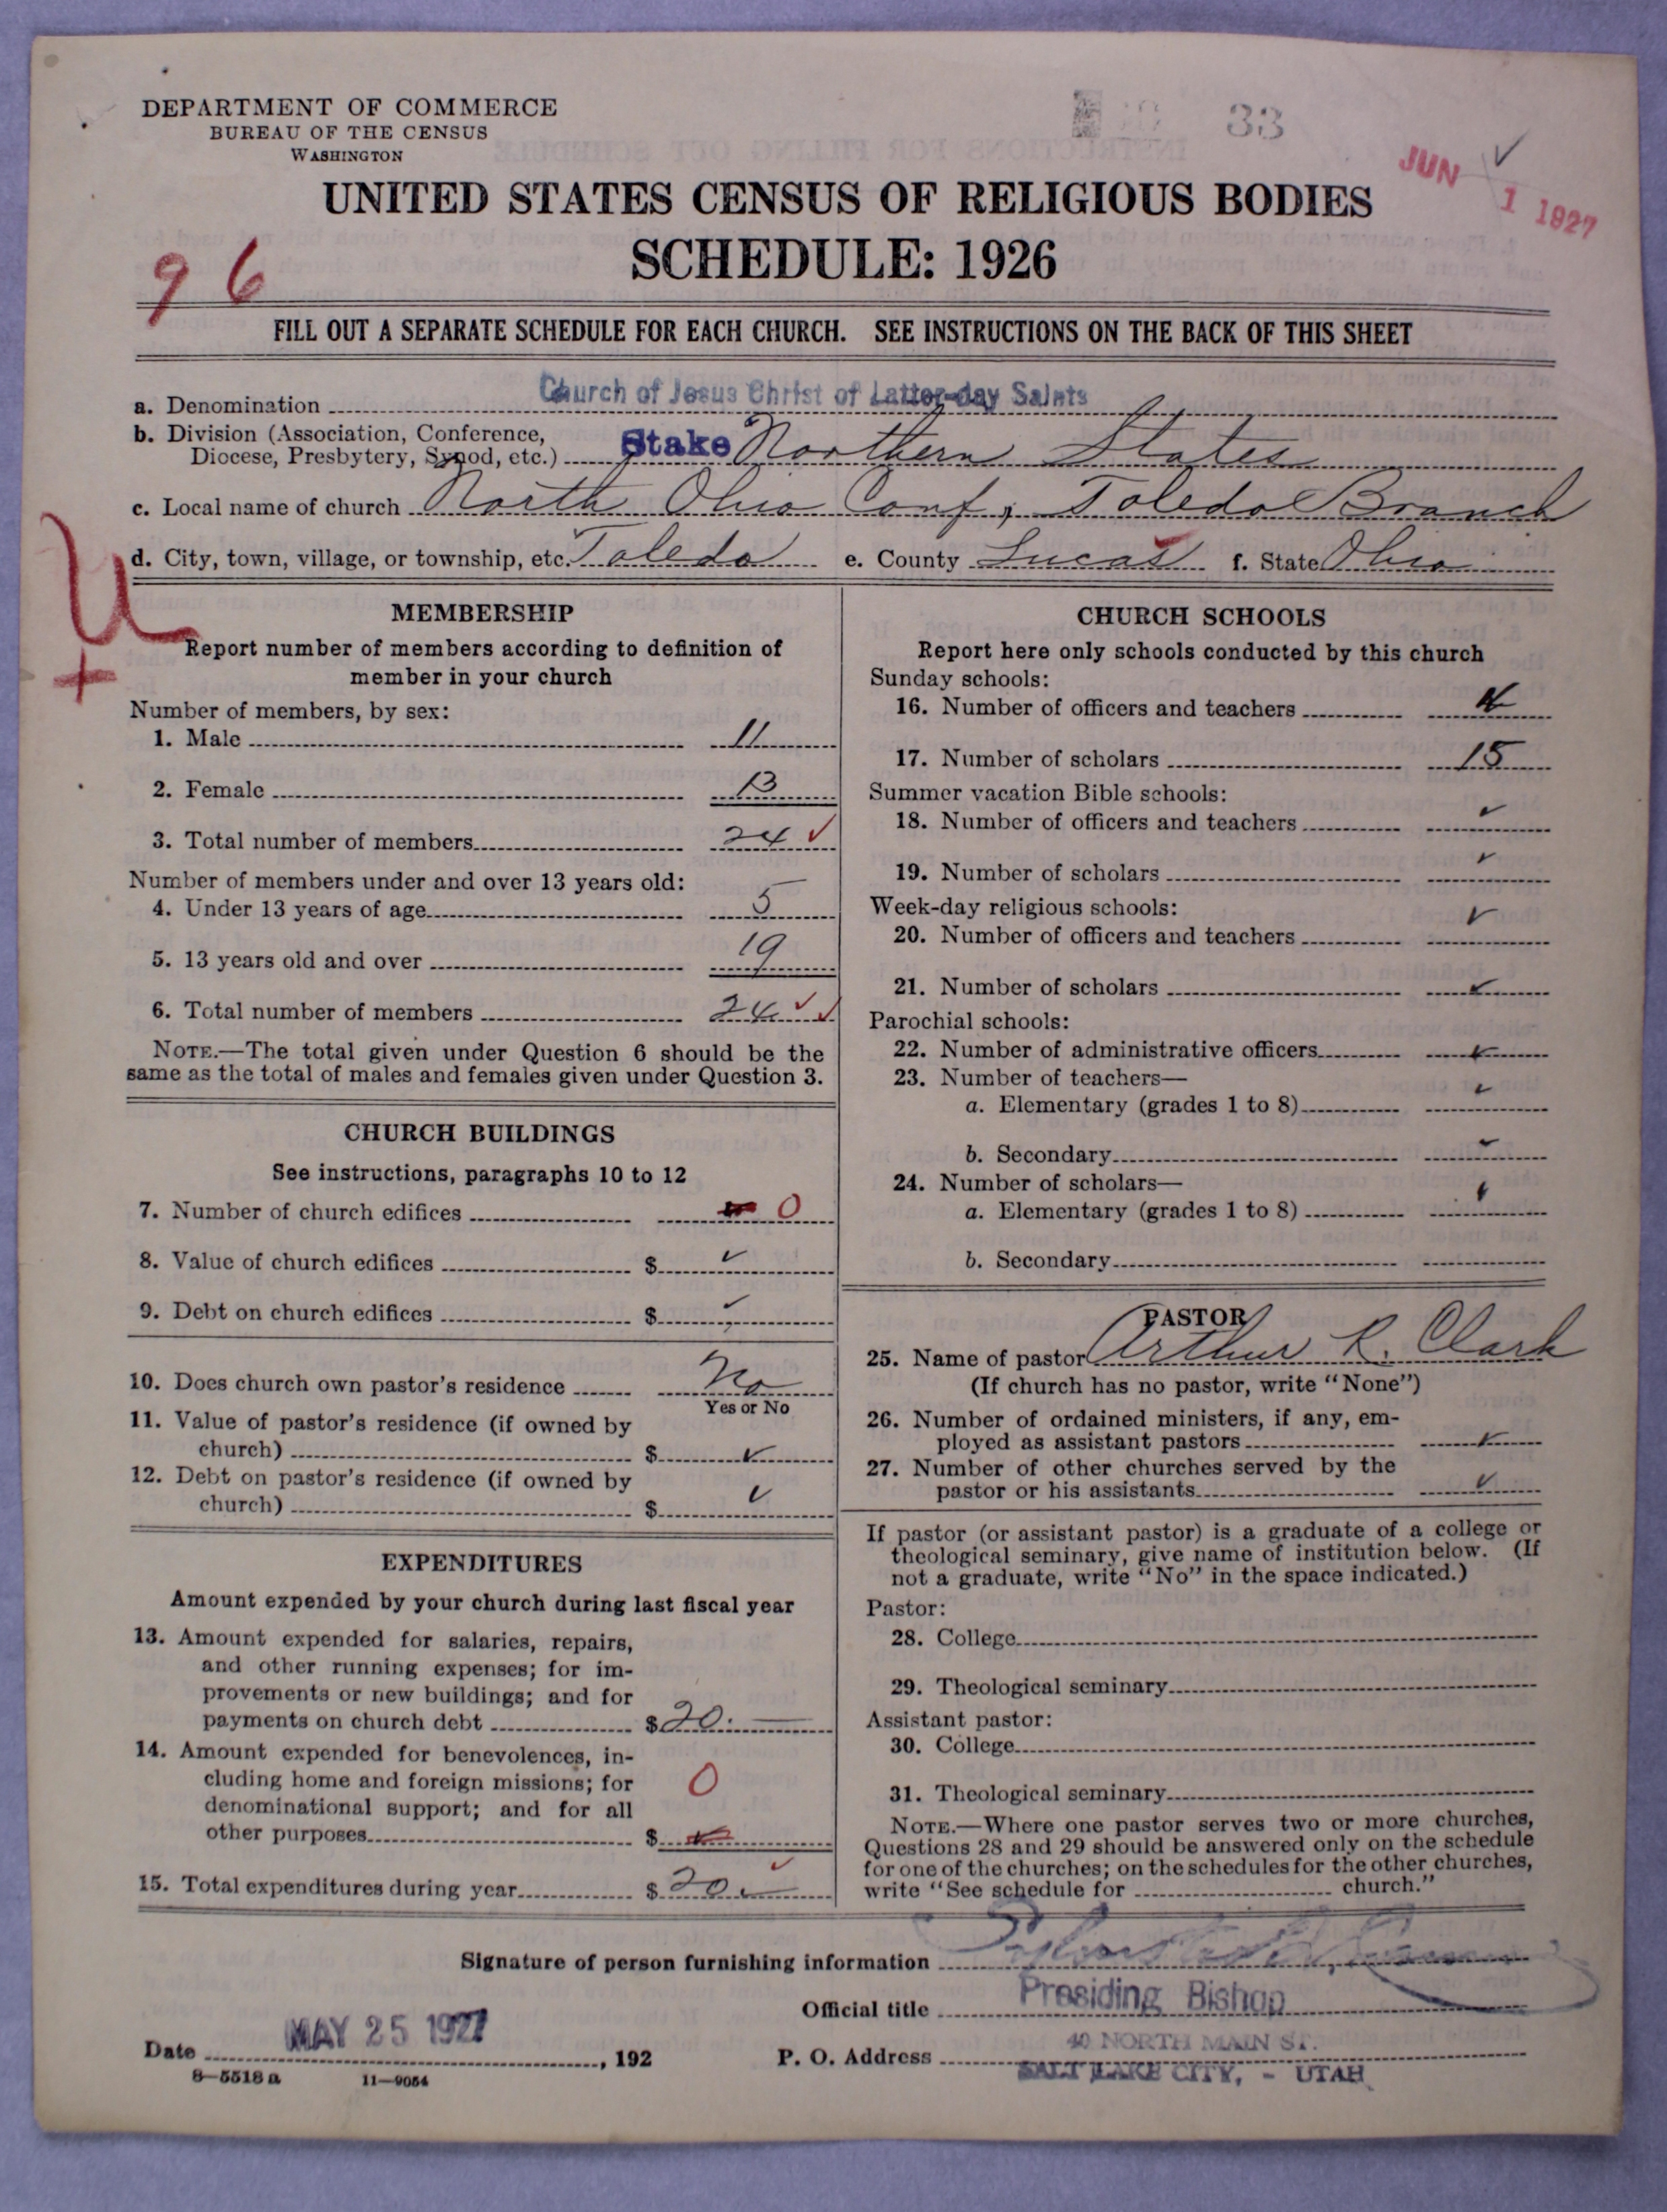 DEPARTMENT OF COMMERCE
BUREAU OF THE CENSUS
WASHINGTON
33
JUN 1 1927
UNITED STATES CENSUS OF RELIGIOUS BODIES
SCHEDULE: 1926
96
FILL OUT A SEPARATE SCHEDULE FOR EACH CHURCH. SEE INSTRUCTIONS ON THE BACK OF THIS SHEET
a. Denomination Church of Jesus Christ of Latter-day Saints
b. Division (Association, Conference,
Diocese, Presbytery, Synod, etc.) Stake Northern States
c. Local name of church North Ohio Conf, Toledo Branch
d. City, town, village, or township, etc. Toledo e. County Lucas f. State Ohio
U
+
MEMBERSHIP
Report number of members according to definition of
member in your church
Number of members, by sex:
1. Male 11
2. Female 13
3. Total number of members 24 ✓
Number of members under and over 13 years old:
4. Under 13 years of age 5
5. 13 years old and over 19
6. Total number of members 24 ✓ ✓
NOTE.—The total given under Question 6 should be the
same as the total of males and females given under Question 3.
CHURCH BUILDINGS
See instructions, paragraphs 10 to 12
7. Number of church edifices 0
8. Value of church edifices $ ✓
9. Debt on church edifices $ ✓
10. Does church own pastor's residence No
Yes or No
11. Value of pastor's residence (if owned by
church) $ ✓
12. Debt on pastor's residence (if owned by
church) $ ✓
EXPENDITURES
Amount expended by your church during last fiscal year
13. Amount expended for salaries, repairs,
and other running expenses; for im-
provements or new buildings; and for
payments on church debt $ 20.—
14. Amount expended for benevolences, in-
cluding home and foreign missions; for
denominational support; and for all
other purposes $ 0
15. Total expenditures during year $ 20.— ✓
CHURCH SCHOOLS
Report here only schools conducted by this church
Sunday schools:
16. Number of officers and teachers 4
17. Number of scholars 15
Summer vacation Bible schools:
18. Number of officers and teachers ✓
19. Number of scholars ✓
Week-day religious schools:
20. Number of officers and teachers ✓
21. Number of scholars ✓
Parochial schools:
22. Number of administrative officers ✓
23. Number of teachers—
a. Elementary (grades 1 to 8) ✓
b. Secondary ✓
24. Number of scholars—
a. Elementary (grades 1 to 8) ✓
b. Secondary
PASTOR
25. Name of pastor Arthur R. Clark
(If church has no pastor, write "None")
26. Number of ordained ministers, if any, em-
ployed as assistant pastors ✓
27. Number of other churches served by the
pastor or his assistants ✓
If pastor (or assistant pastor) is a graduate of a college or
theological seminary, give name of institution below. (If
not a graduate, write "No" in the space indicated.)
Pastor:
28. College
29. Theological seminary
Assistant pastor:
30. College
31. Theological seminary
NOTE.—Where one pastor serves two or more churches,
Questions 28 and 29 should be answered only on the schedule
for one of the churches; on the schedules for the other churches,
write "See schedule for church."
Signature of person furnishing information
Official title Presiding Bishop
Date MAY 25 1927, 192
P. O. Address 40 NORTH MAIN ST.
SALT LAKE CITY, - UTAH
8—5518 a 11—9054